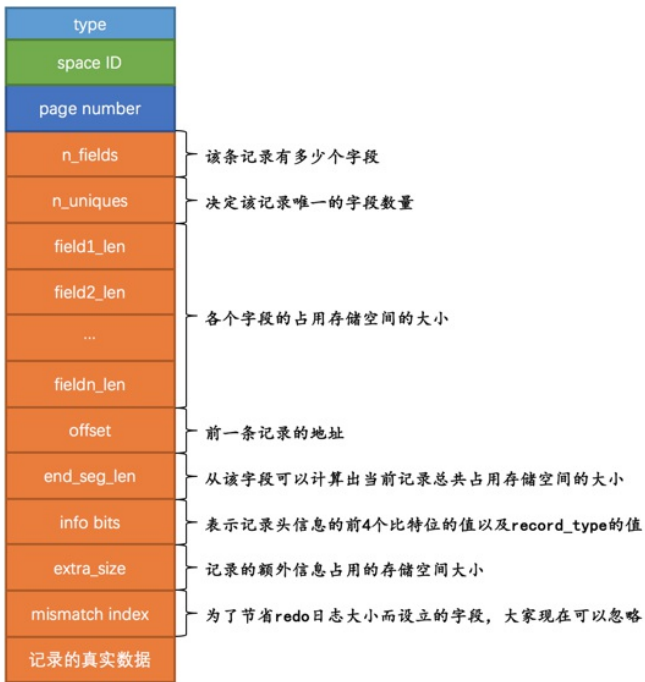 type
space ID
page number
n_fields
该条记录有多少个字段
n_uniques
决定该记录唯一的字段数量
field1_len
field2_len
各个字段的占用存储空间的大小
...
fieldn_len
offset
前一条记录的地址
end_seg_len
从该字段可以计算出当前记录总共占用存储空间的大小
info bits
表示记录头信息的前4个比特位的值以及record_type的值
extra_size
记录的额外信息占用的存储空间大小
mismatch index
为了节省redo日志大小而设立的字段，大家现在可以忽略
记录的真实数据